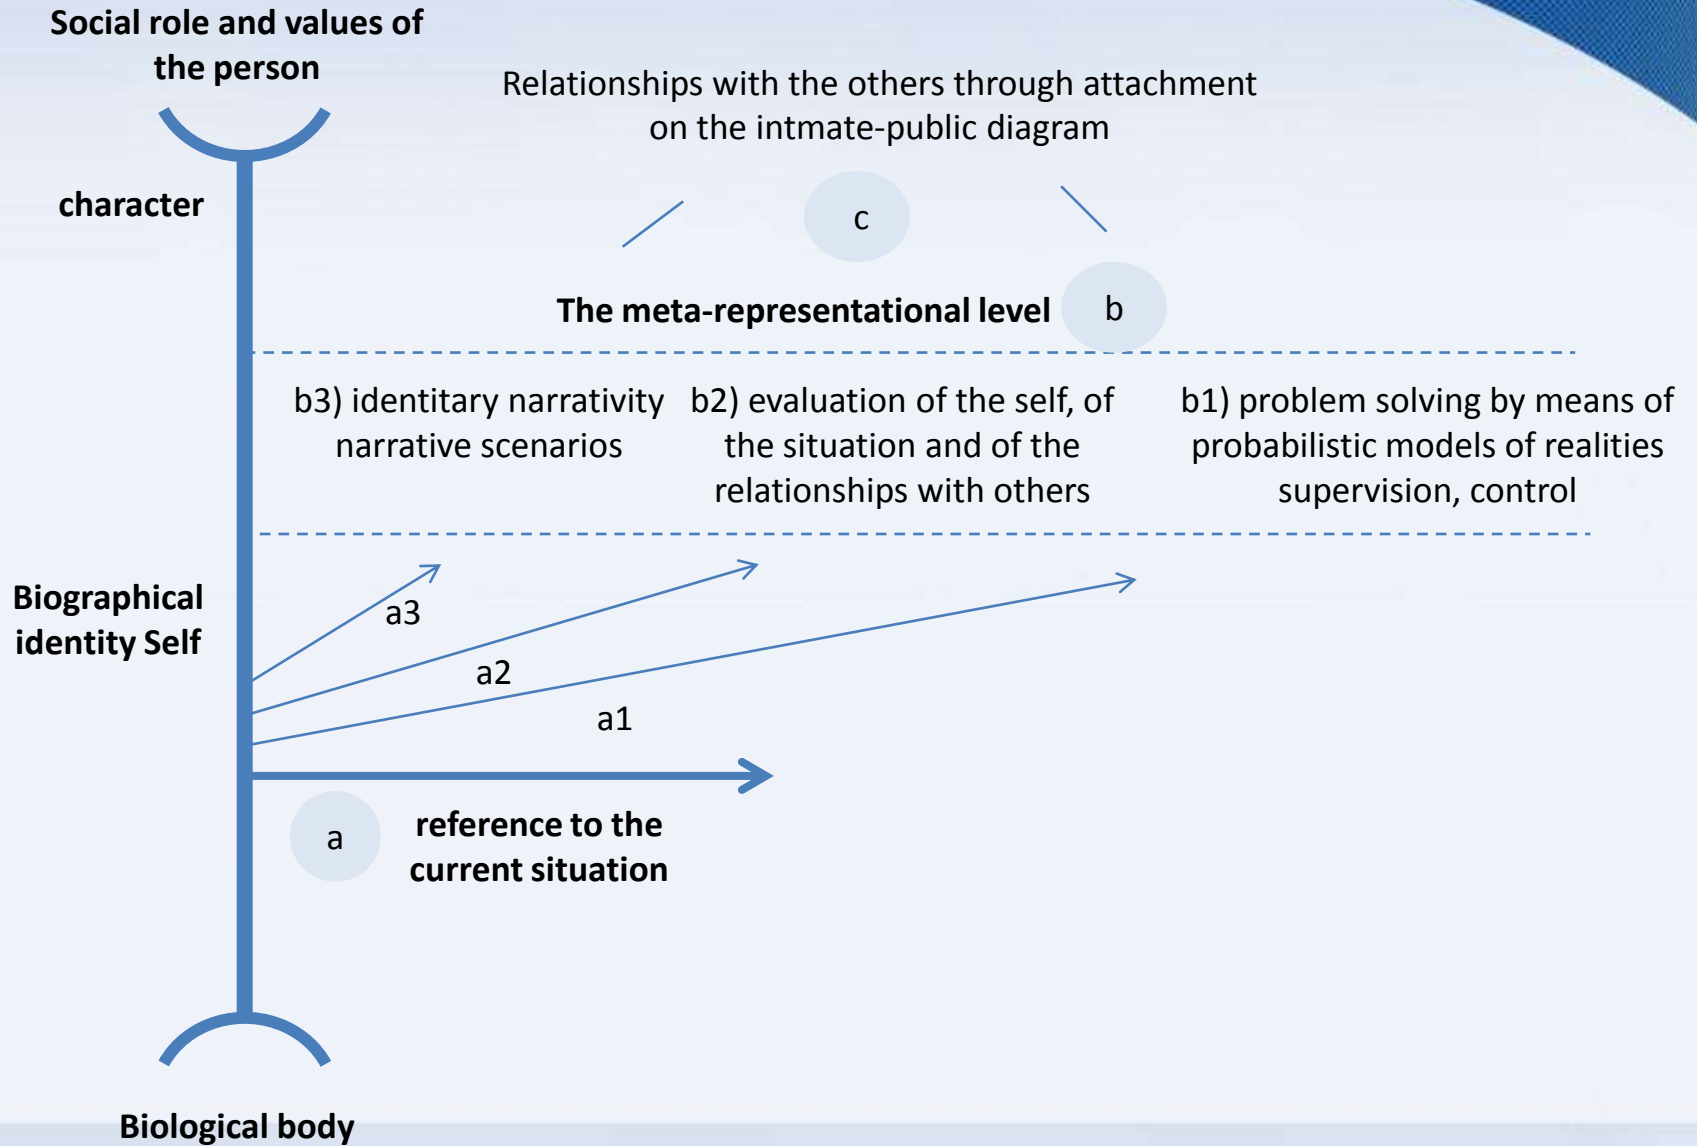 Social role and values of
the person
Relationships with the others through attachment
on the intmate-public diagram
character
c
The meta-representational level
b
b3) identitary narrativity
narrative scenarios
b2) evaluation of the self, of
the situation and of the
relationships with others
b1) problem solving by means of
probabilistic models of realities
supervision, control
Biographical
identity Self
a3
a2
a1
a
reference to the
current situation
Biological body